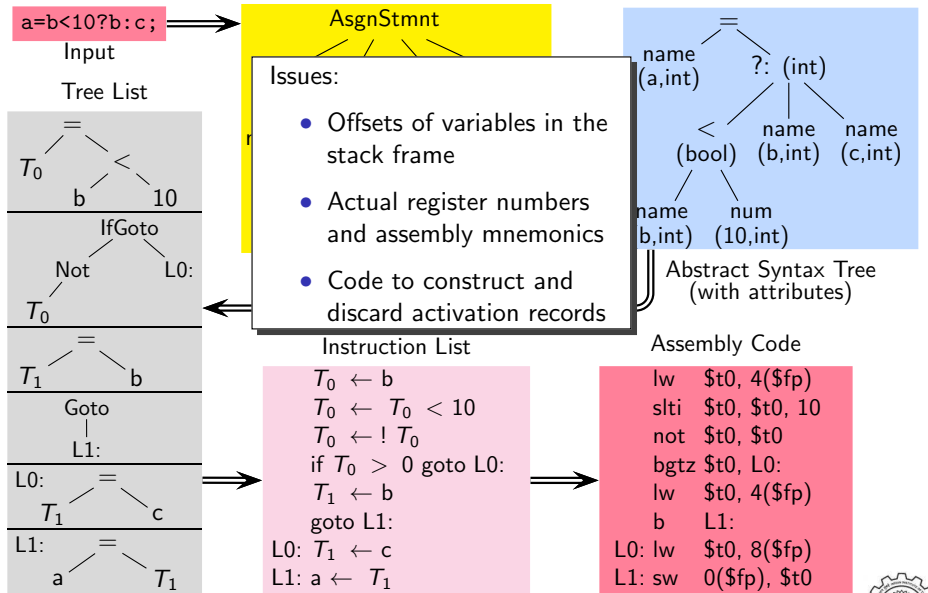 a=b<10?b:c;
Input
AsgnStmnt
Issues:
• Offsets of variables in the
stack frame
• Actual register numbers
and assembly mnemonics
• Code to construct and
discard activation records
=
name
(a,int)
?: (int)
<
(bool)
name
(b,int)
name
(c,int)
name
b,int)
num
(10,int)
Abstract Syntax Tree
(with attributes)
Tree List
=
T₀
<
b
10
IfGoto
Not
L0:
T₀
=
T₁
b
Goto
L1:
L0:
=
T₁
c
L1:
=
a
T₁
Instruction List
T₀ ← b
T₀ ← T₀ < 10
T₀ ← ! T₀
if T₀ > 0 goto L0:
T₁ ← b
goto L1:
L0: T₁ ← c
L1: a ← T₁
Assembly Code
lw $t0, 4($fp)
slti $t0, $t0, 10
not $t0, $t0
bgtz $t0, L0:
lw $t0, 4($fp)
b L1:
L0: lw $t0, 8($fp)
L1: sw 0($fp), $t0